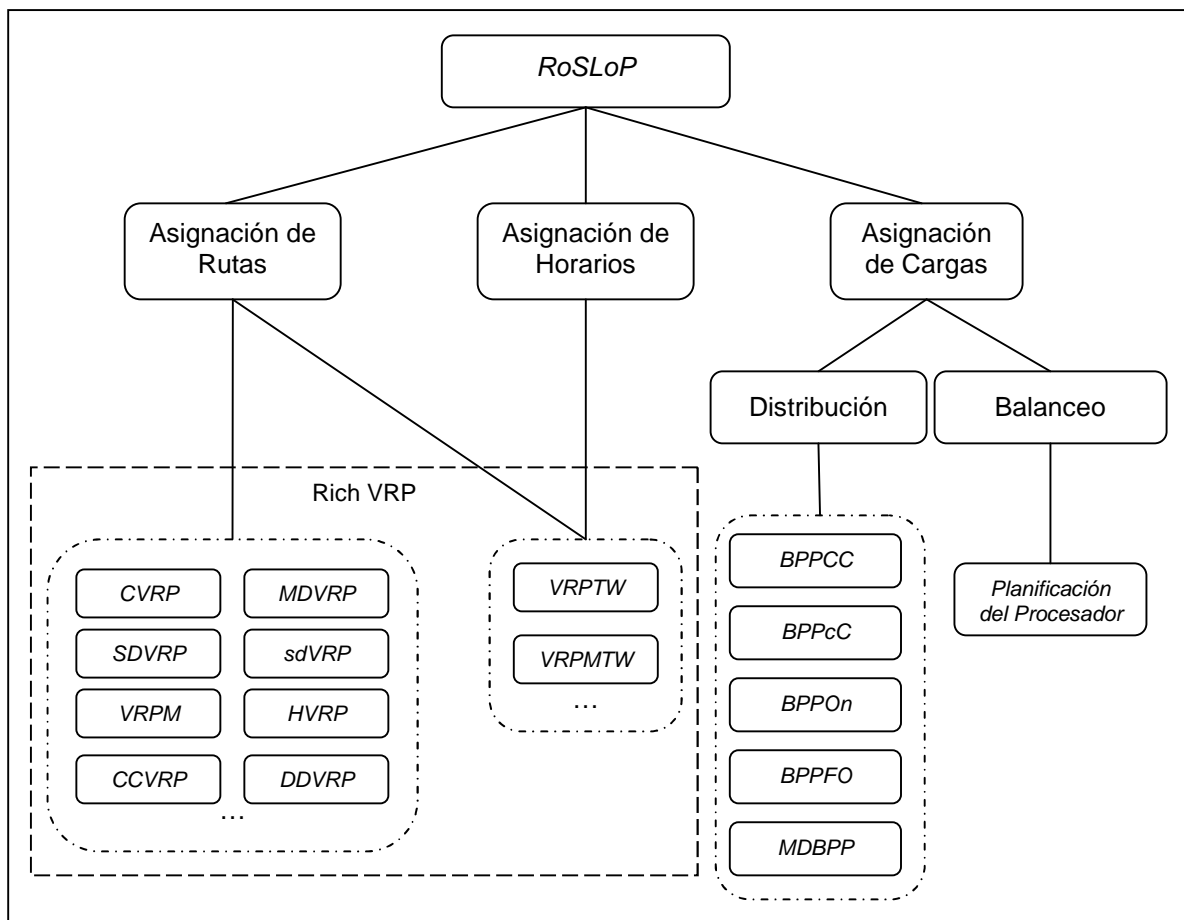 RoSLoP
Asignación de
Rutas
Asignación de
Horarios
Asignación
de Cargas
Distribución
Balanceo
Rich VRP
CVRP
MDVRP
SDVRP
sdVRP
VRPM
HVRP
CCVRP
DDVRP
...
VRPTW
VRPMTW
...
BPPCC
BPPcC
BPPOn
BPPFO
MDBPP
Planificación
del Procesador